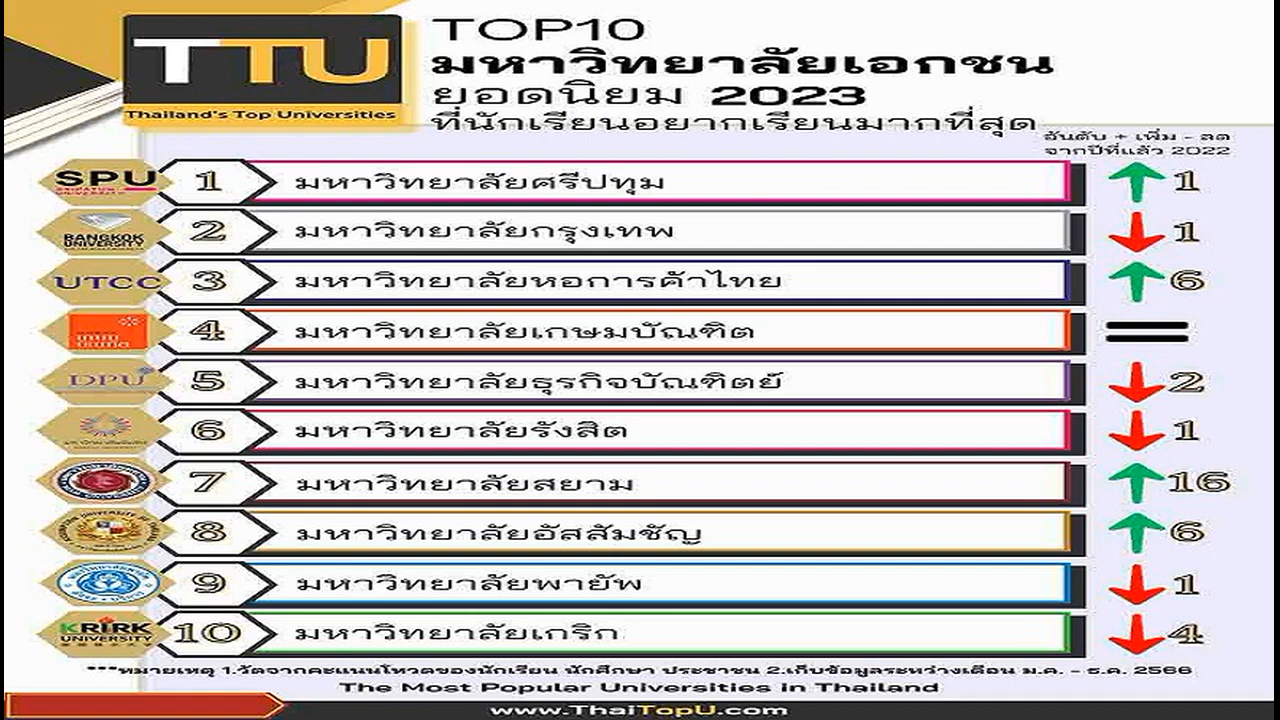 TTU
Thailand's Top Universities
TOP10
มหาวิทยาลัยเอกชน
ยอดนิยม 2023
ที่นักเรียนอยากเรียนมากที่สุด
อันดับ + เพิ่ม - ลด
จากปีที่แล้ว 2022
SPU 1 มหาวิทยาลัยศรีปทุม 1
BANGKOK UNIVERSITY 2 มหาวิทยาลัยกรุงเทพ 1
UTCC 3 มหาวิทยาลัยหอการค้าไทย 6
4 มหาวิทยาลัยเกษมบัณฑิต =
DPU 5 มหาวิทยาลัยธุรกิจบัณฑิตย์ 2
6 มหาวิทยาลัยรังสิต 1
7 มหาวิทยาลัยสยาม 16
8 มหาวิทยาลัยอัสสัมชัญ 6
9 มหาวิทยาลัยพายัพ 1
KRIRK UNIVERSITY 10 มหาวิทยาลัยเกริก 4
***หมายเหตุ 1.วัดจากคะแนนโหวตของนักเรียน นักศึกษา ประชาชน 2.เก็บข้อมูลระหว่างเดือน ม.ค. - ธ.ค. 2566
The Most Popular Universities in Thailand
www.ThaiTopU.com